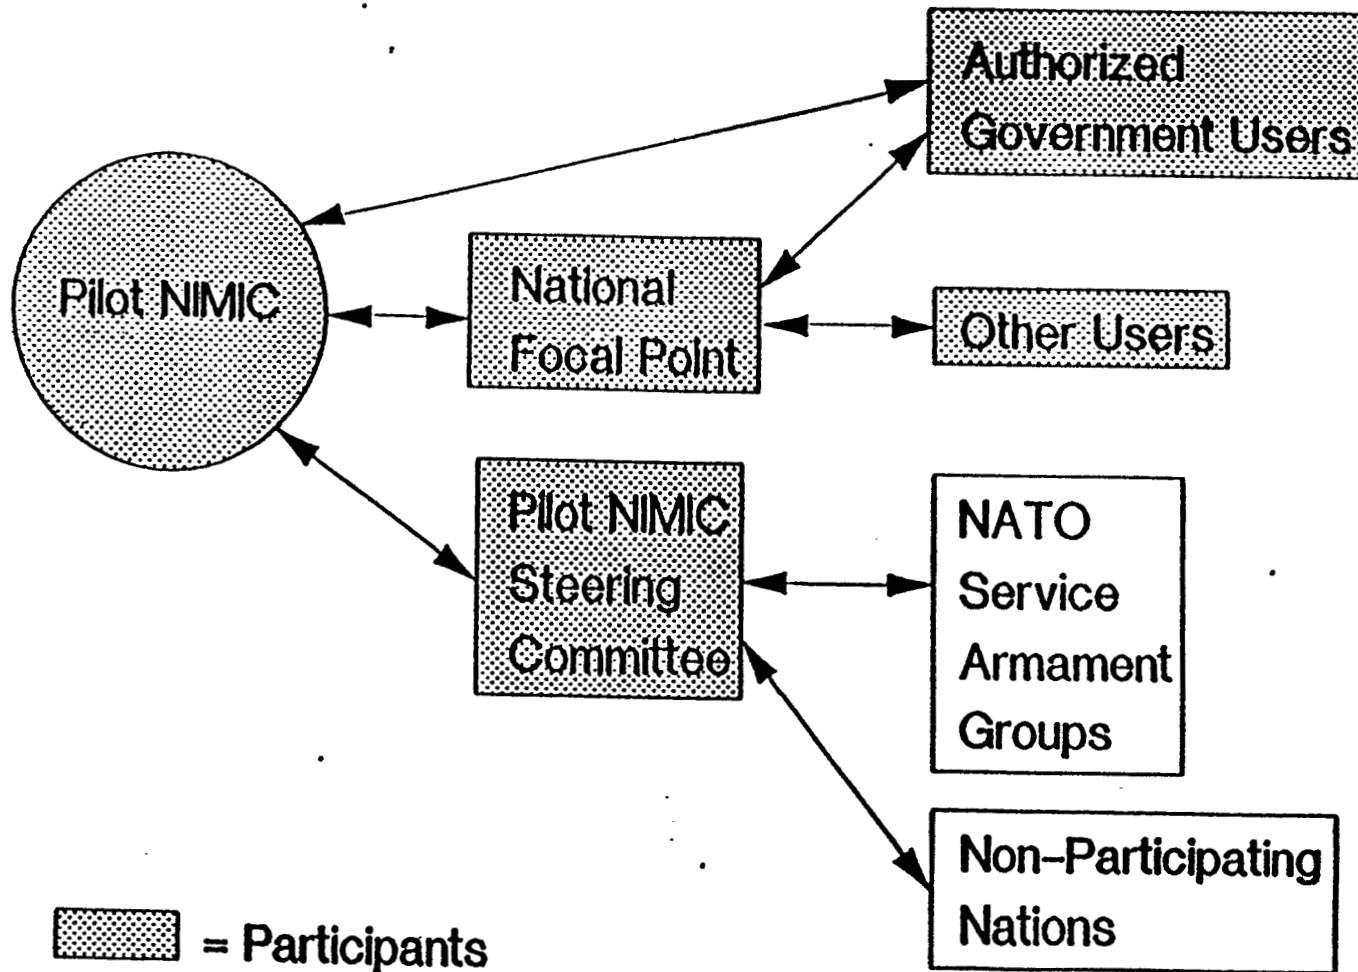 Authorized
Government Users
Pilot NIMIC
National
Focal Point
Other Users
Pilot NIMIC
Steering
Committee
NATO
Service
Armament
Groups
Non-Participating
Nations
= Participants